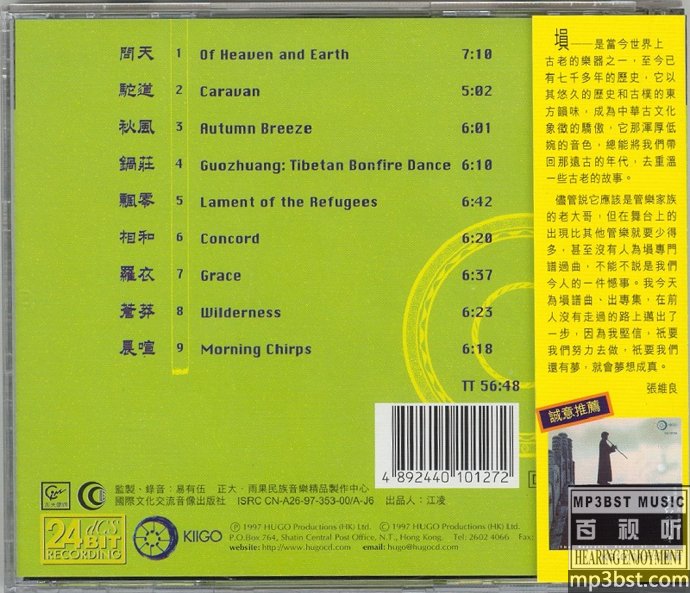 問天 1 Of Heaven and Earth 7:10
駝道 2 Caravan 5:02
秋風 3 Autumn Breeze 6:01
鍋莊 4 Guozhuang: Tibetan Bonfire Dance 6:10
飄零 5 Lament of the Refugees 6:42
相和 6 Concord 6:20
羅衣 7 Grace 6:37
蒼莽 8 Wilderness 6:23
晨喧 9 Morning Chirps 6:18
TT 56:48
4 892440 101272
監製、錄音：易有伍 正大·雨果民族音樂精品製作中心
國際文化交流音像出版社 ISRC CN-A26-97-353-00/A-J6 出品人：江凌
24 BIT dCS
RECORDING
KIIGO
Ⓟ 1997 HUGO Productions (HK) Ltd. © 1997 HUGO Productions (HK) Ltd.
P.O.Box 764, Shatin Central Post Office, N.T., Hong Kong. Tel: 2602 4066 Fax:
website: http://www.hugocd.com email: hugo@hugocd.com
塤——是當今世界上
古老的樂器之一，至今已
有七千多年的歷史，它以
其悠久的歷史和古樸的東
方韻味，成為中華古文化
象徵的驕傲，它那渾厚低
婉的音色，總能將我們帶
回那遠古的年代，去重溫
一些古老的故事。
儘管說它應該是管樂家族
的老大哥，但在舞台上的
出現比其他管樂就要少得
多，甚至沒有人為塤專門
譜過曲，不能不說是我們
今人的一件憾事。我今天
為塤譜曲、出專集，在前
人沒有走過的路上邁出了
一步，因為我堅信，祇要
我們努力去做，祇要我們
還有夢，就會夢想成真。
張維良
誠意推薦
KIIGO
MP3BST MUSIC
百视听
HEARING ENJOYMENT
mp3bst.com